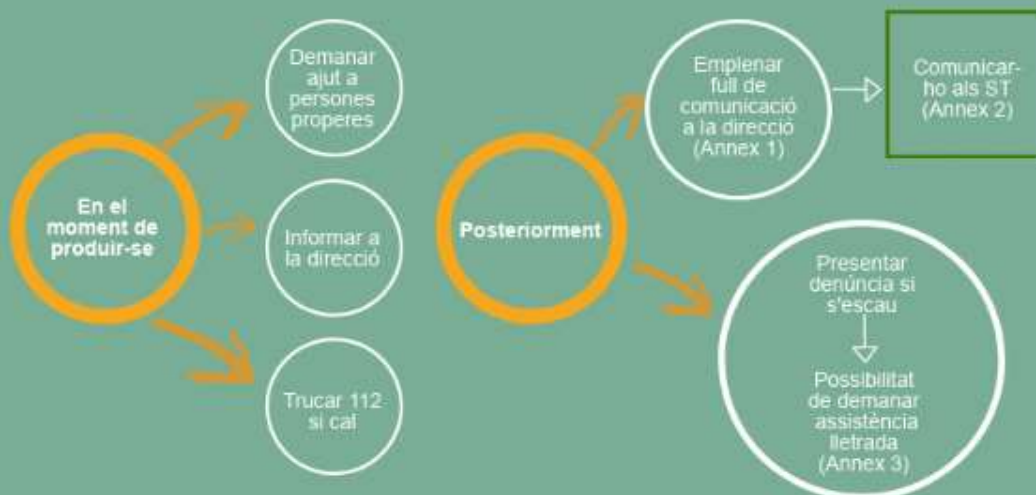 En el
moment de
produir-se
Demanar
ajut a
persones
properes
Informar a
la direcció
Trucar 112
si cal
Posteriorment
Emplenar
full de
comunicació
a la direcció
(Annex 1)
Comunicar-
ho als ST
(Annex 2)
Presentar
denúncia si
s'escau
Possibilitat
de demanar
assistència
lletrada
(Annex 3)